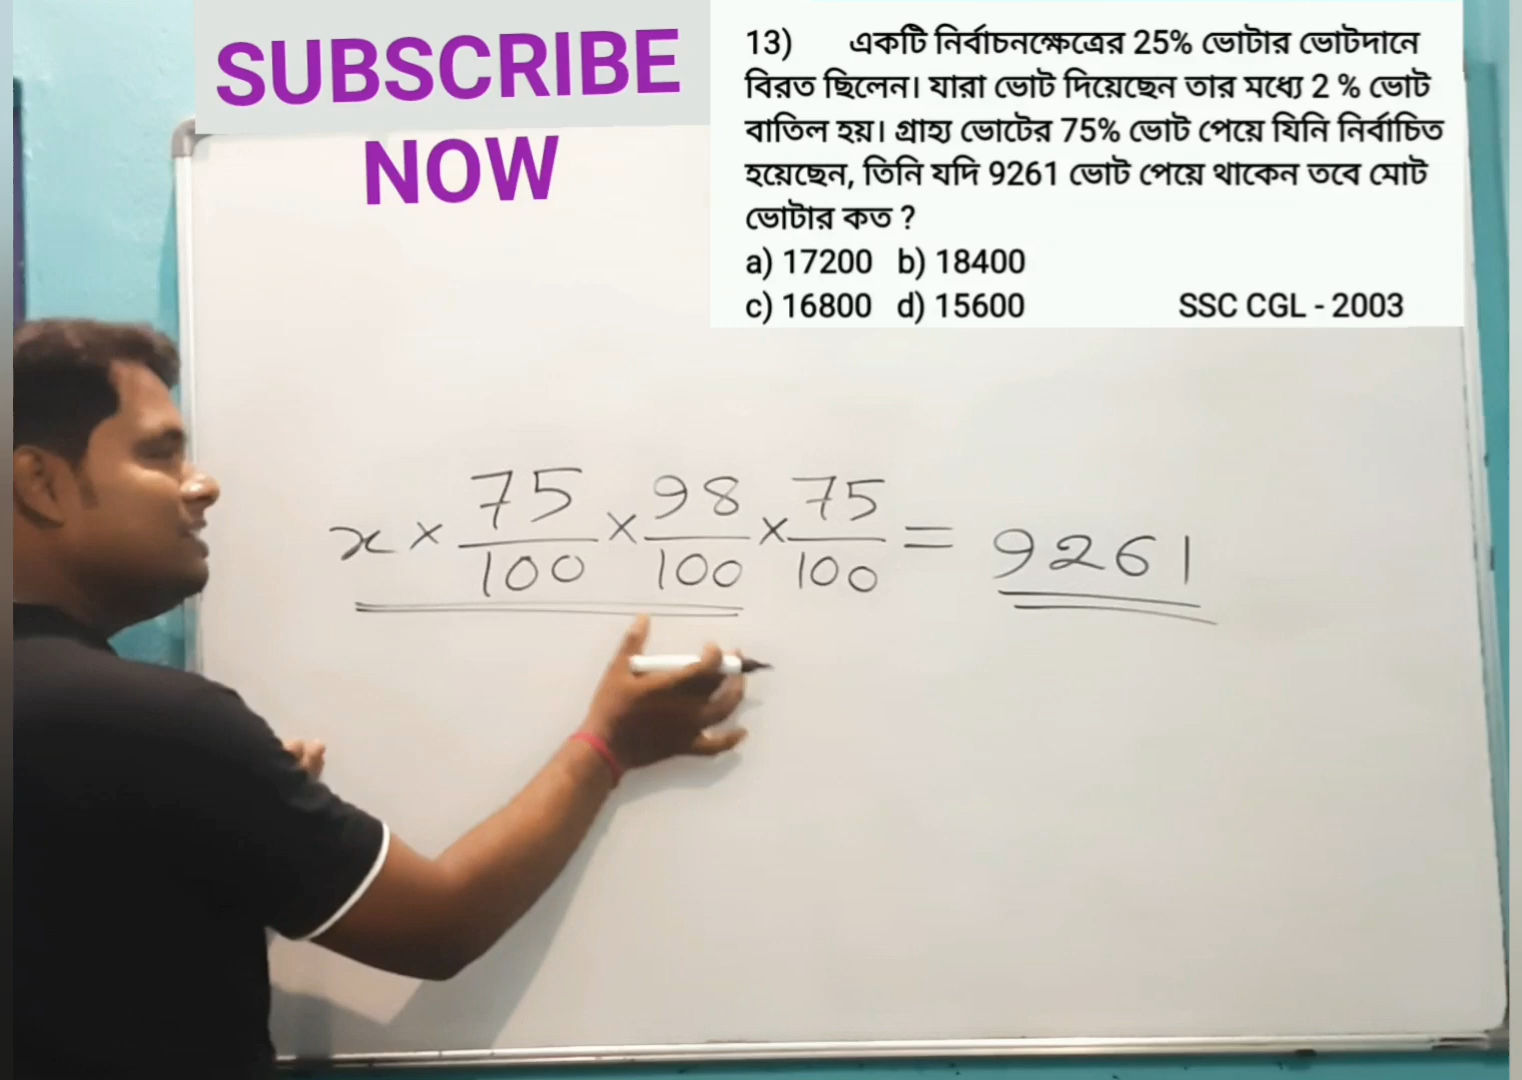 SUBSCRIBE
NOW
13) একটি নির্বাচনক্ষেত্রের 25% ভোটার ভোটদানে
বিরত ছিলেন। যারা ভোট দিয়েছেন তার মধ্যে 2 % ভোট
বাতিল হয়। গ্রাহ্য ভোটের 75% ভোট পেয়ে যিনি নির্বাচিত
হয়েছেন, তিনি যদি 9261 ভোট পেয়ে থাকেন তবে মোট
ভোটার কত ?
a) 17200 b) 18400
c) 16800 d) 15600 SSC CGL - 2003
x × 75/100 × 98/100 × 75/100 = 9261